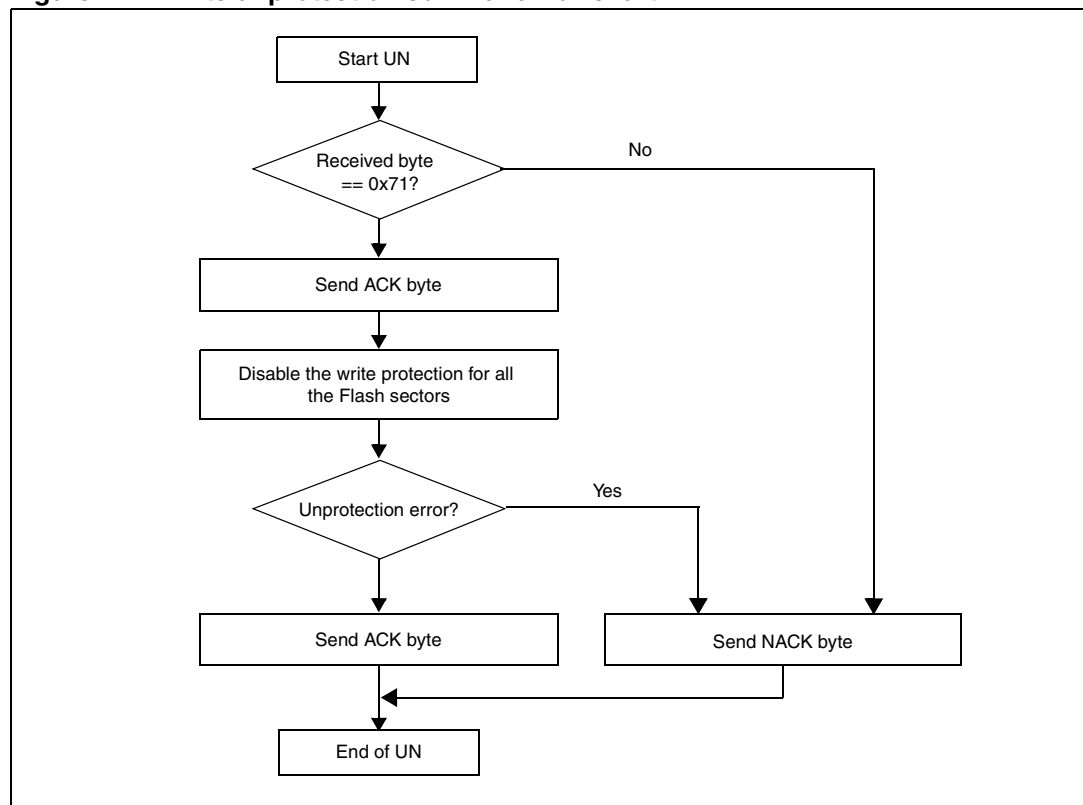 Start UN
Received byte
== 0x71?
No
Send ACK byte
Disable the write protection for all
the Flash sectors
Unprotection error?
Yes
Send ACK byte
Send NACK byte
End of UN